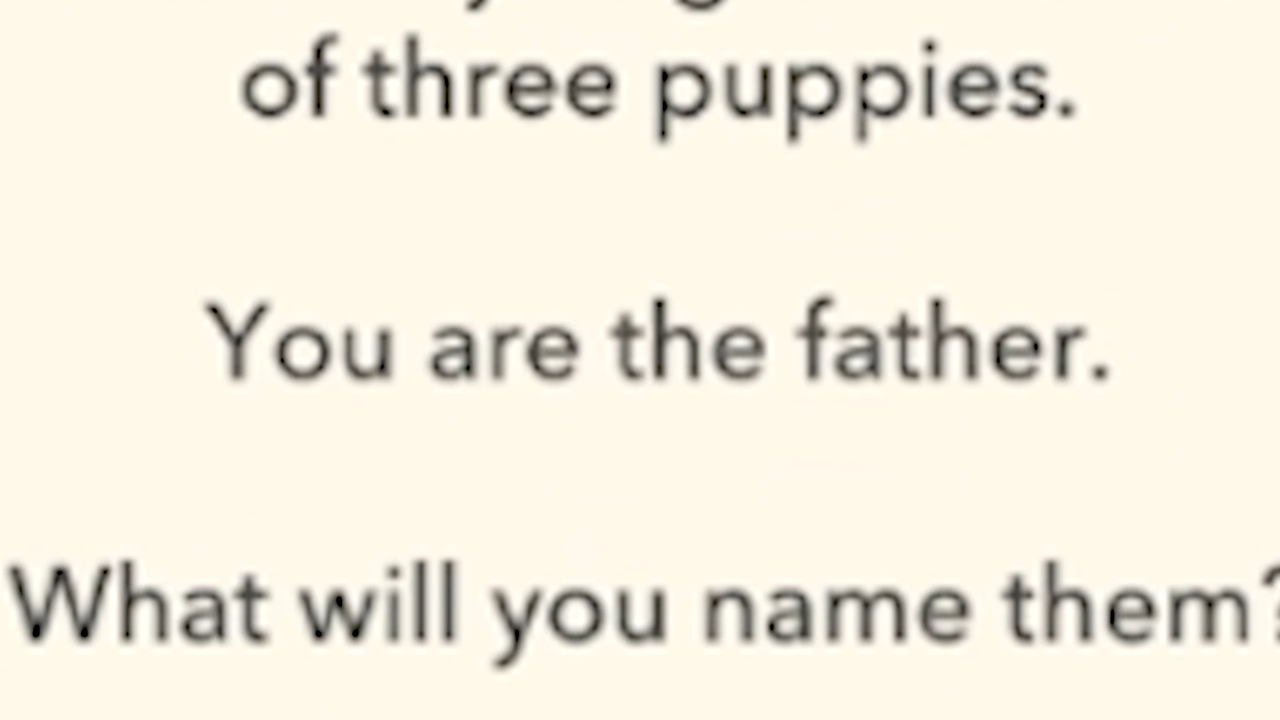 of three puppies.
You are the father.
What will you name them?